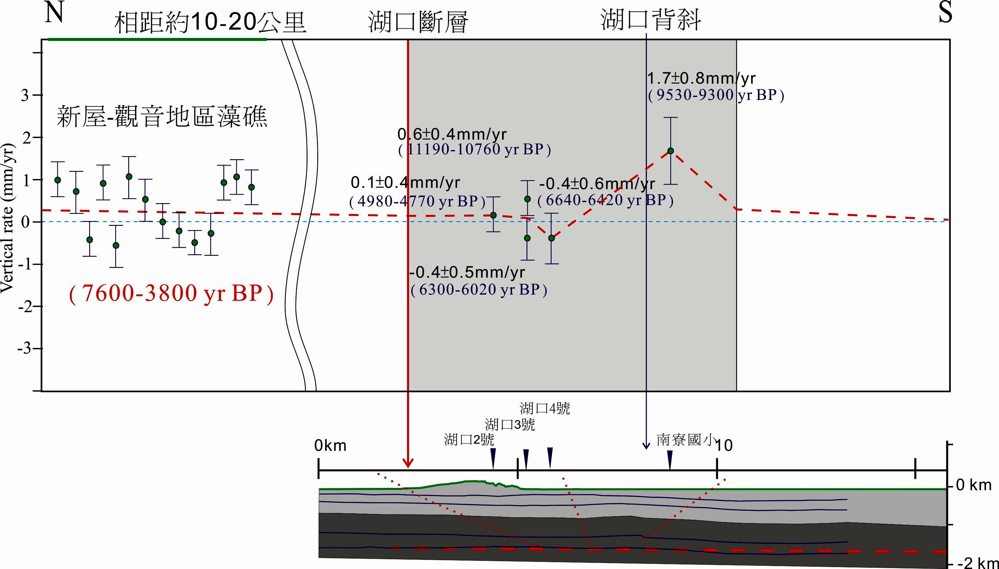 N
相距約10-20公里
湖口斷層
湖口背斜
S
3
2
1
0
-1
-2
-3
Vertical rate (mm/yr)
新屋-觀音地區藻礁
(7600-3800 yr BP)
1.7±0.8mm/yr
(9530-9300 yr BP)
0.6±0.4mm/yr
(11190-10760 yr BP)
0.1±0.4mm/yr
(4980-4770 yr BP)
-0.4±0.6mm/yr
(6640-6420 yr BP)
-0.4±0.5mm/yr
(6300-6020 yr BP)
湖口4號
湖口3號
湖口2號
南寮國小
0km
10
0 km
-2 km